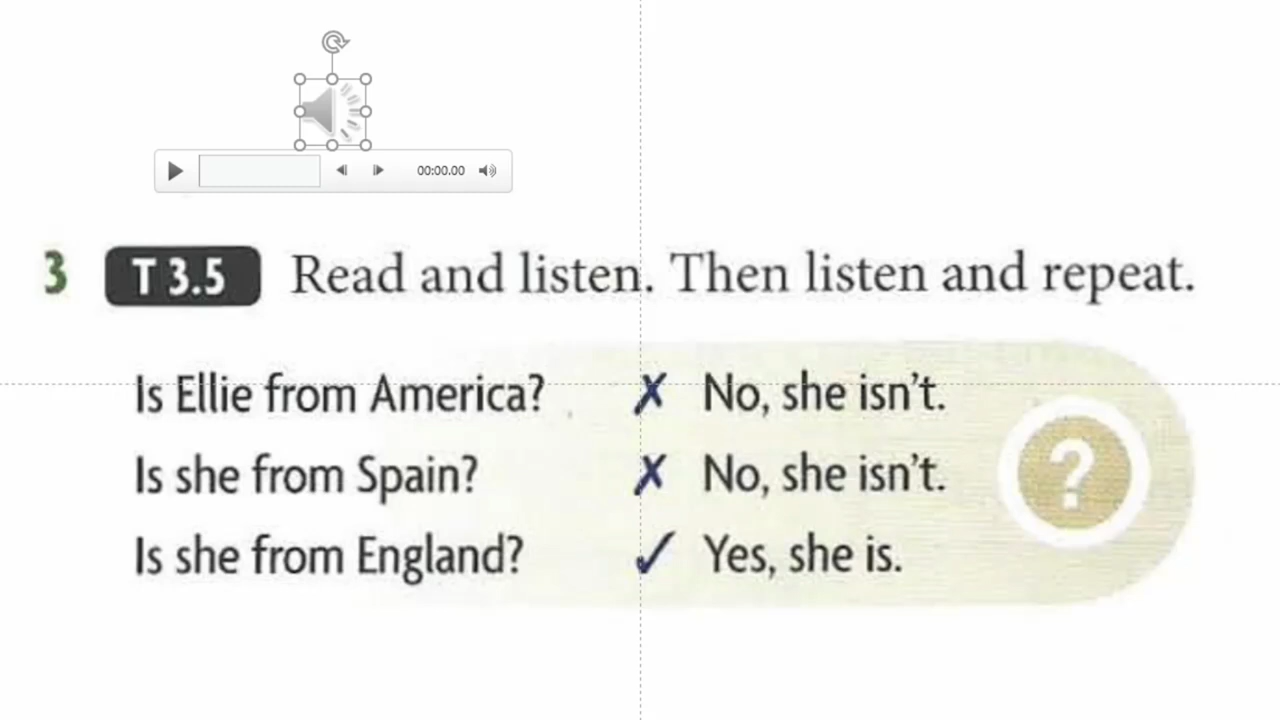 00:00.00
3 T 3.5 Read and listen. Then listen and repeat.
Is Ellie from America? ✗ No, she isn't.
Is she from Spain? ✗ No, she isn't.
Is she from England? ✓ Yes, she is.
?